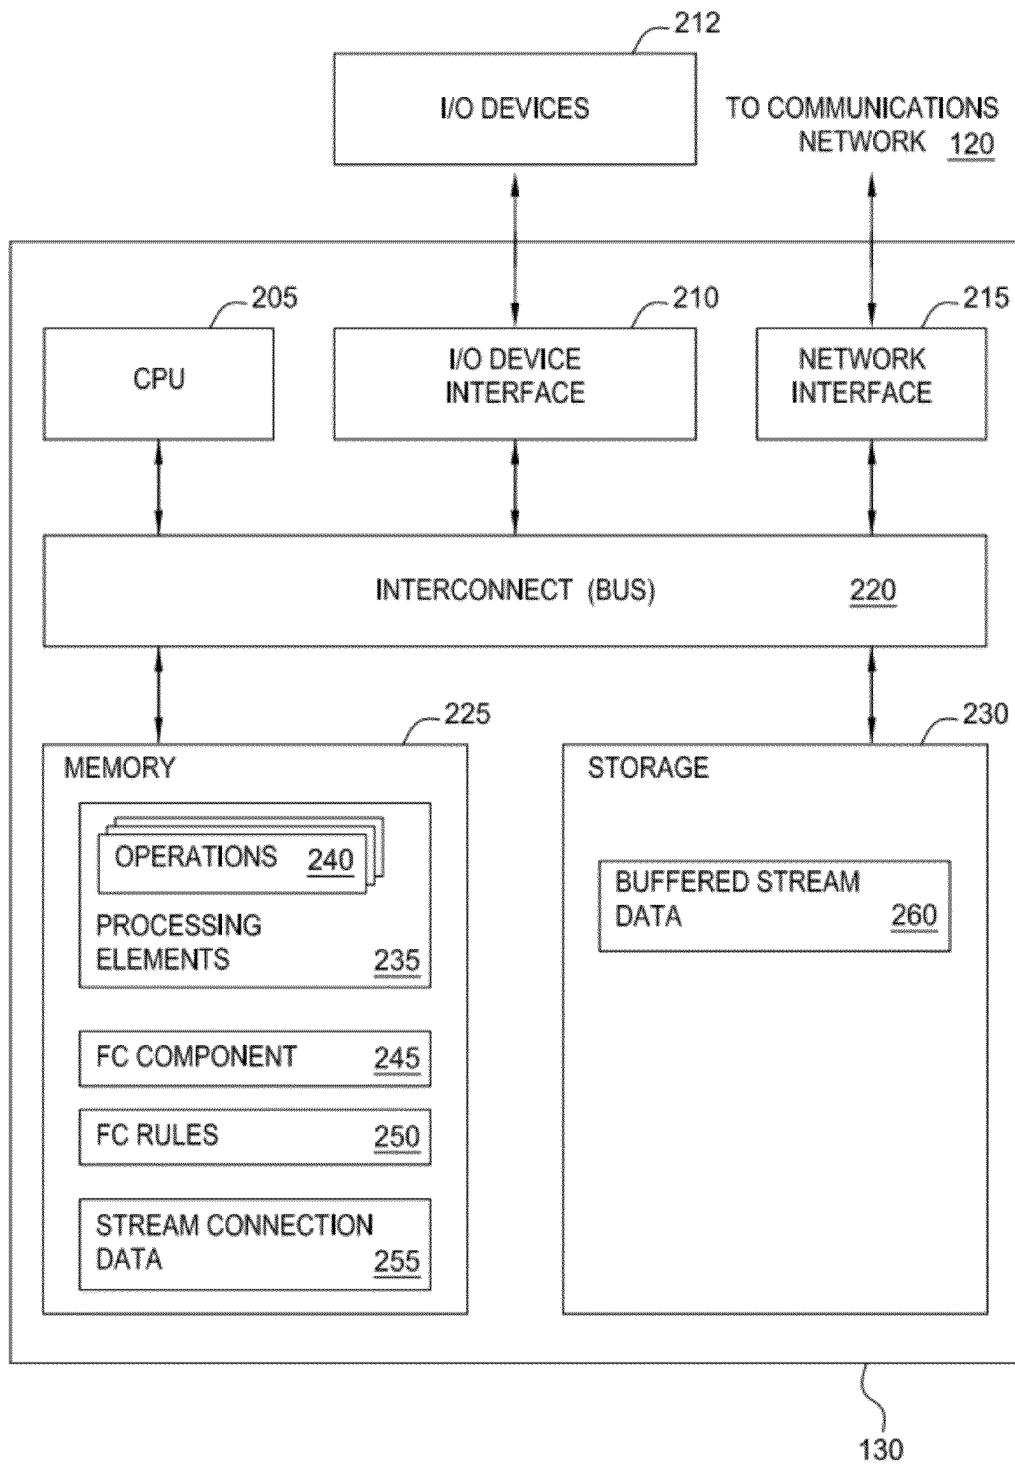 212
I/O DEVICES
TO COMMUNICATIONS
NETWORK 120
205
210
215
CPU
I/O DEVICE
INTERFACE
NETWORK
INTERFACE
INTERCONNECT (BUS) 220
225
230
MEMORY
OPERATIONS 240
PROCESSING
ELEMENTS 235
FC COMPONENT 245
FC RULES 250
STREAM CONNECTION
DATA 255
STORAGE
BUFFERED STREAM
DATA 260
130